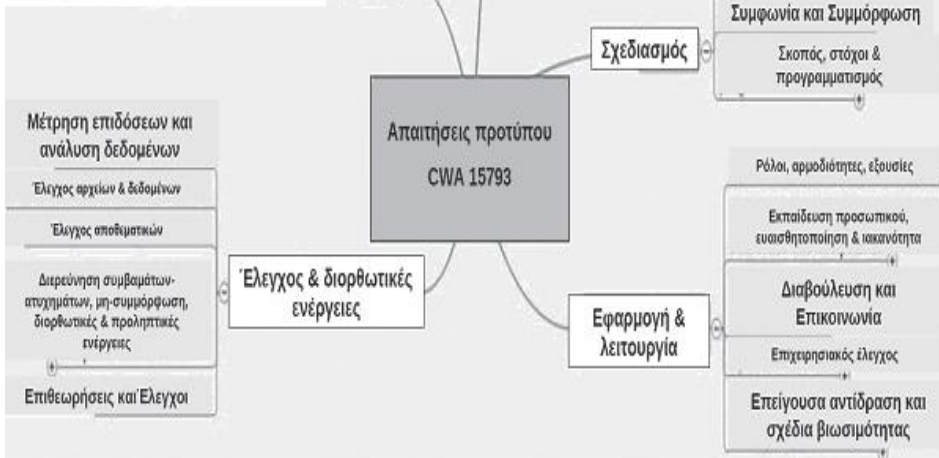 Συμφωνία και Συμμόρφωση
Σκοπός, στόχοι &
προγραμματισμός
Σχεδιασμός
Απαιτήσεις προτύπου
CWA 15793
Μέτρηση επιδόσεων και
ανάλυση δεδομένων
Έλεγχος αρχείων & δεδομένων
Έλεγχος αποθεματικών
Διερεύνηση συμβαμάτων-
ατυχημάτων, μη-συμμόρφωση,
διορθωτικές & προληπτικές
ενέργειες
Επιθεωρήσεις και Έλεγχοι
Έλεγχος & διορθωτικές
ενέργειες
Εφαρμογή &
λειτουργία
Ρόλοι, αρμοδιότητες, εξουσίες
Εκπαίδευση προσωπικού,
ευαισθητοποίηση & ιακανότητα
Διαβούλευση και
Επικοινωνία
Επιχειρησιακός έλεγχος
Επείγουσα αντίδραση και
σχέδια βιωσιμότητας